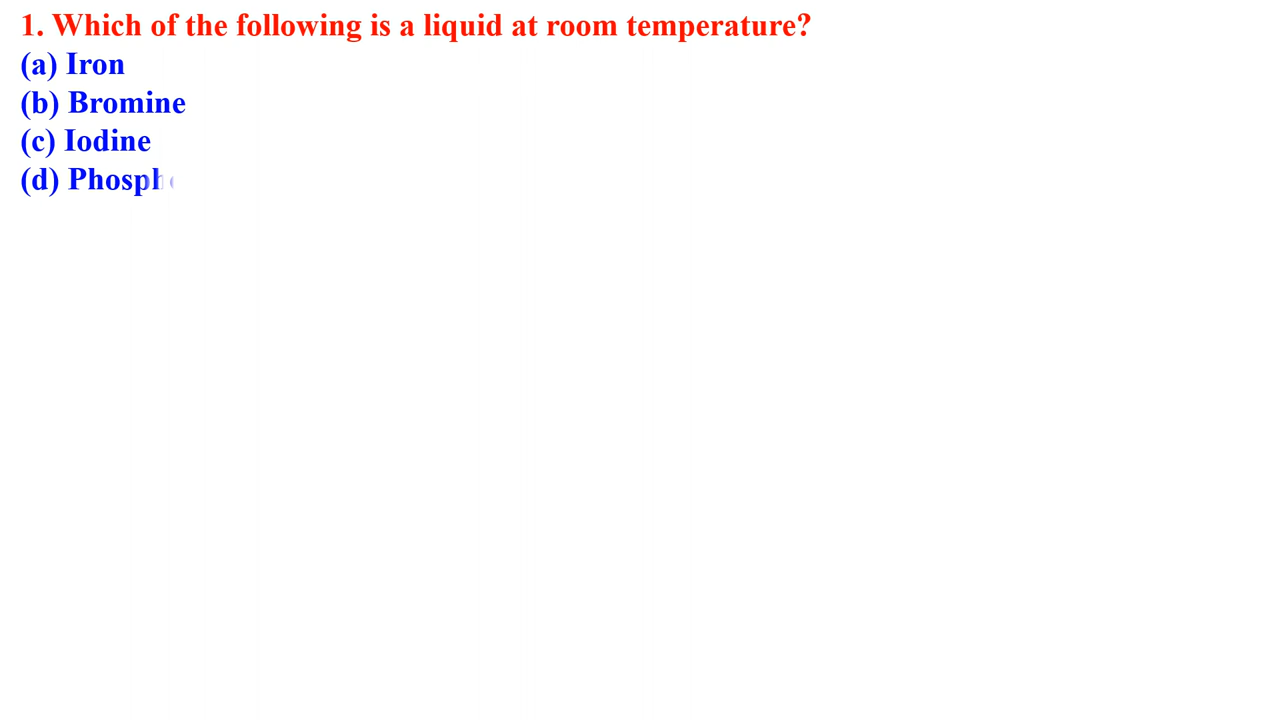 1. Which of the following is a liquid at room temperature?
(a) Iron
(b) Bromine
(c) Iodine
(d) Phosph